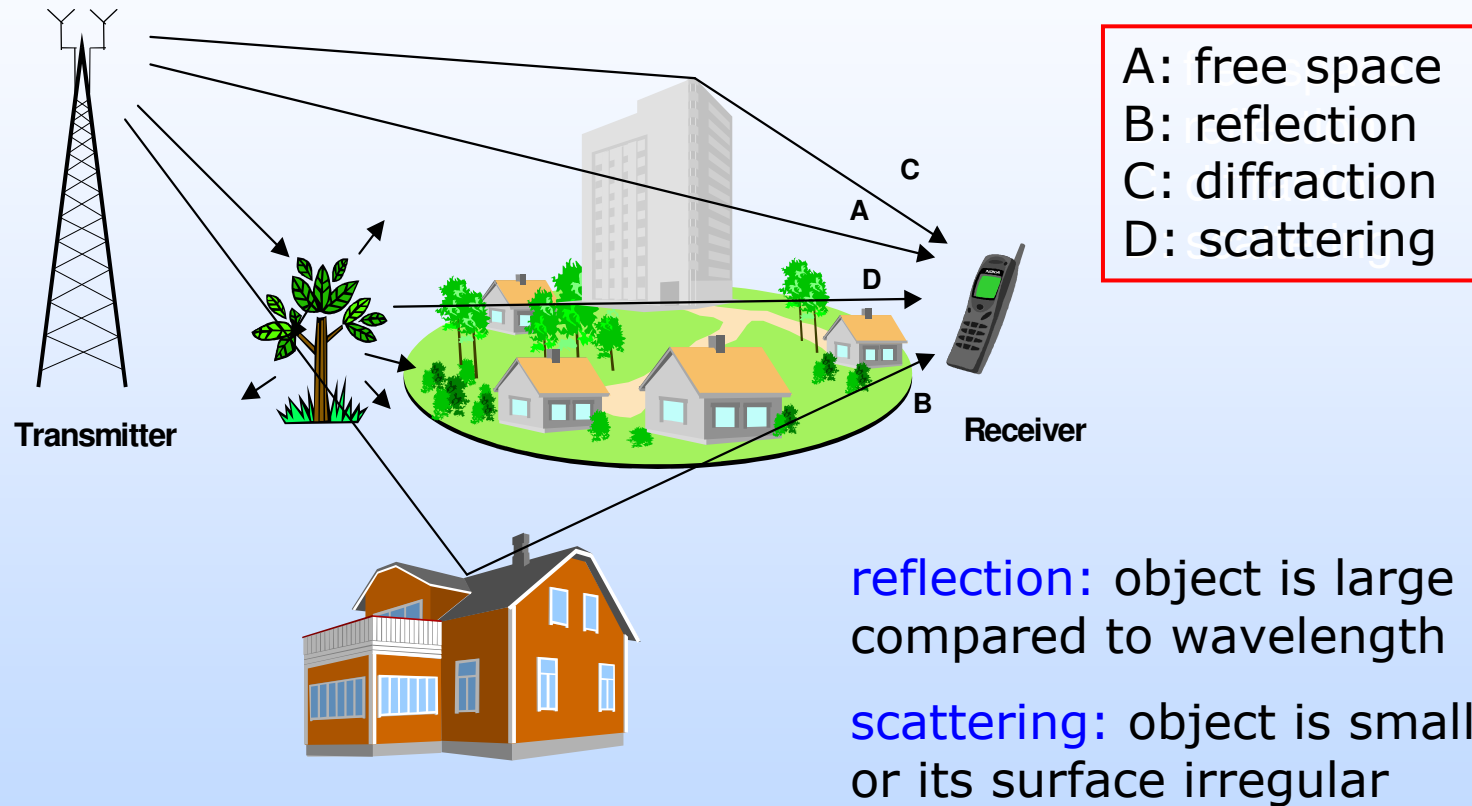 A: free space
B: reflection
C: diffraction
D: scattering
C
A
D
B
NOKIA
Transmitter
Receiver
reflection: object is large
compared to wavelength
scattering: object is small
or its surface irregular